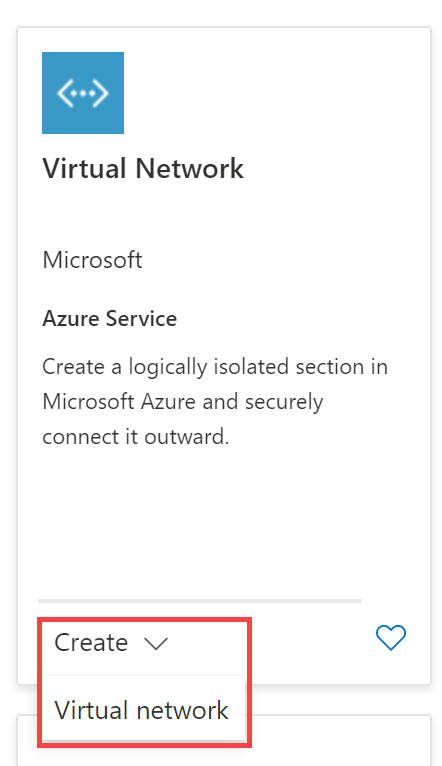 Virtual Network
Microsoft
Azure Service
Create a logically isolated section in
Microsoft Azure and securely
connect it outward.
Create
Virtual network